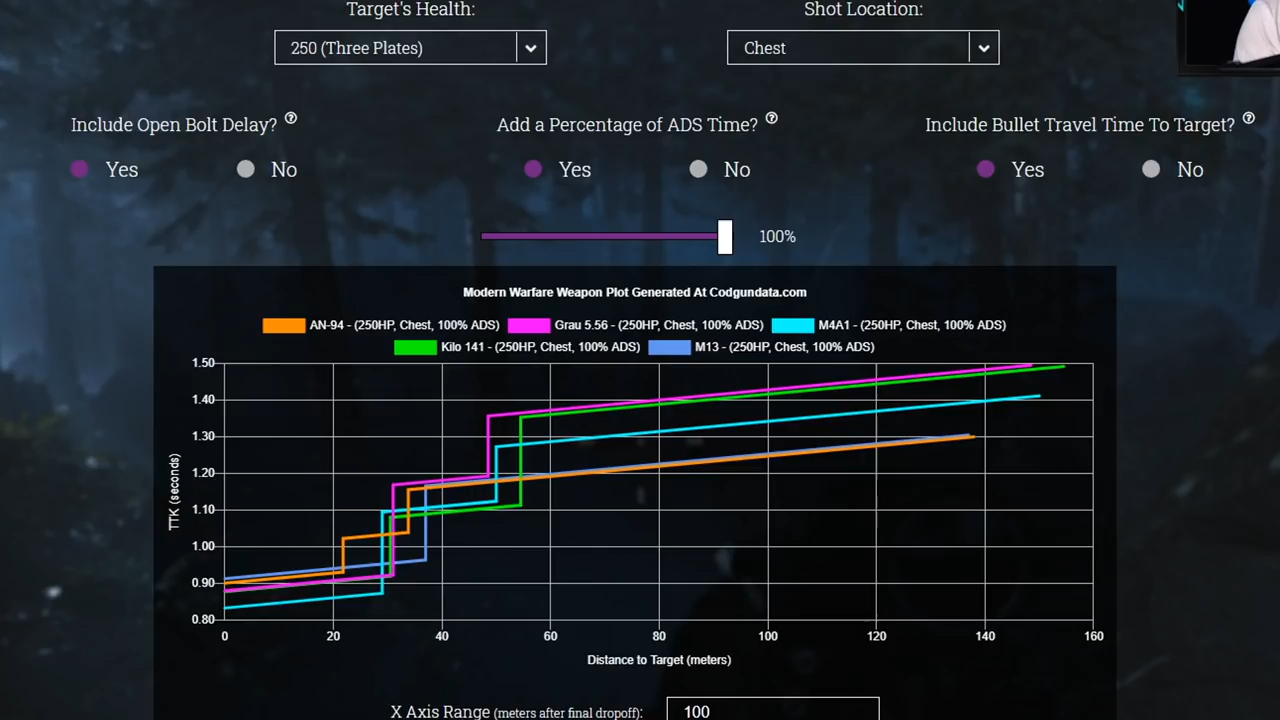 Target's Health: Shot Location:
250 (Three Plates) Chest
Include Open Bolt Delay? Add a Percentage of ADS Time? Include Bullet Travel Time To Target?
Yes No Yes No Yes No
100%
Modern Warfare Weapon Plot Generated At Codgundata.com
AN-94 - (250HP, Chest, 100% ADS) Grau 5.56 - (250HP, Chest, 100% ADS) M4A1 - (250HP, Chest, 100% ADS)
Kilo 141 - (250HP, Chest, 100% ADS) M13 - (250HP, Chest, 100% ADS)
1.50
1.40
1.30
1.20
1.10
1.00
0.90
0.80
TTK (seconds)
0 20 40 60 80 100 120 140 160
Distance to Target (meters)
X Axis Range (meters after final dropoff): 100